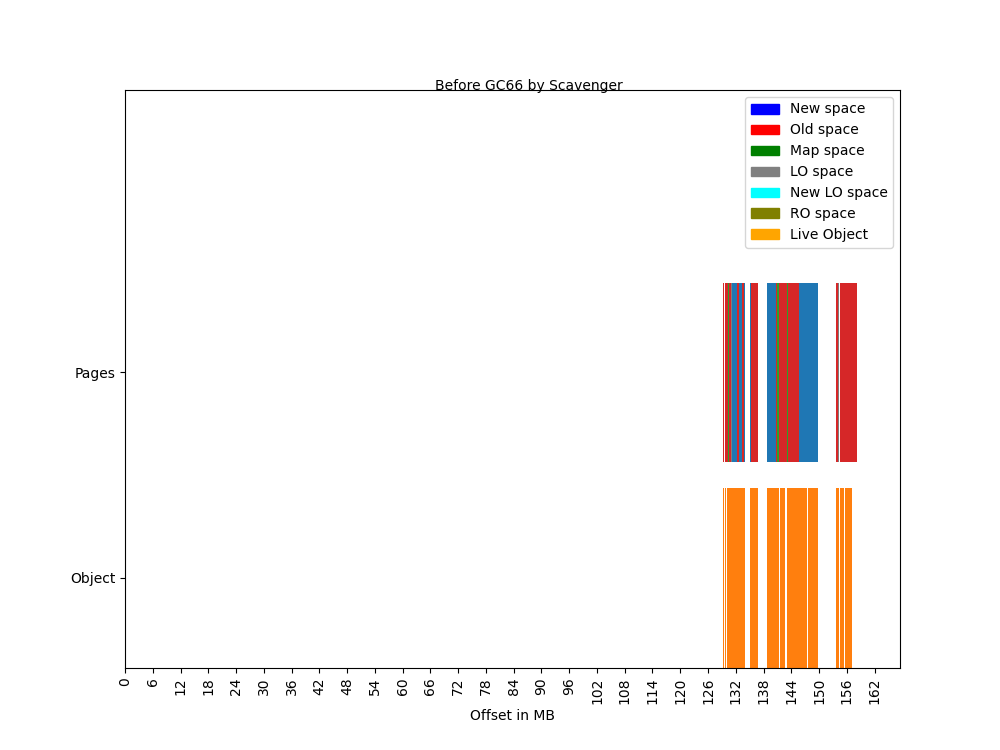 Before GC66 by Scavenger
New space
Old space
Map space
LO space
New LO space
RO space
Live Object
Pages
Object
0 6 12 18 24 30 36 42 48 54 60 66 72 78 84 90 96 102 108 114 120 126 132 138 144 150 156 162
Offset in MB